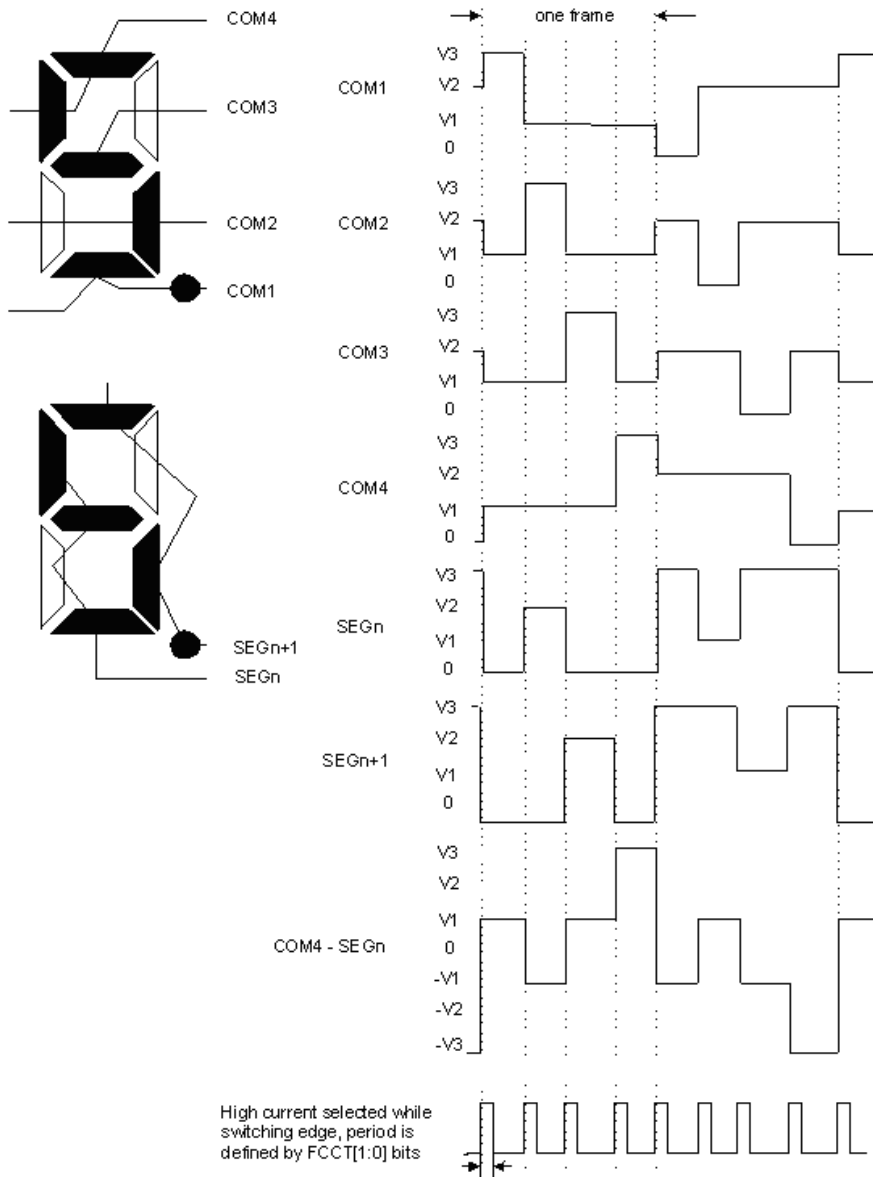 COM4
COM3
COM2
COM1
SEGn+1
SEGn
one frame
COM1
V3
V2
V1
0
COM2
V3
V2
V1
0
COM3
V3
V2
V1
0
COM4
V3
V2
V1
0
SEGn
V3
V2
V1
0
SEGn+1
V3
V2
V1
0
COM4 - SEGn
V3
V2
V1
0
-V1
-V2
-V3
High current selected while
switching edge, period is
defined by FCCT[1:0] bits